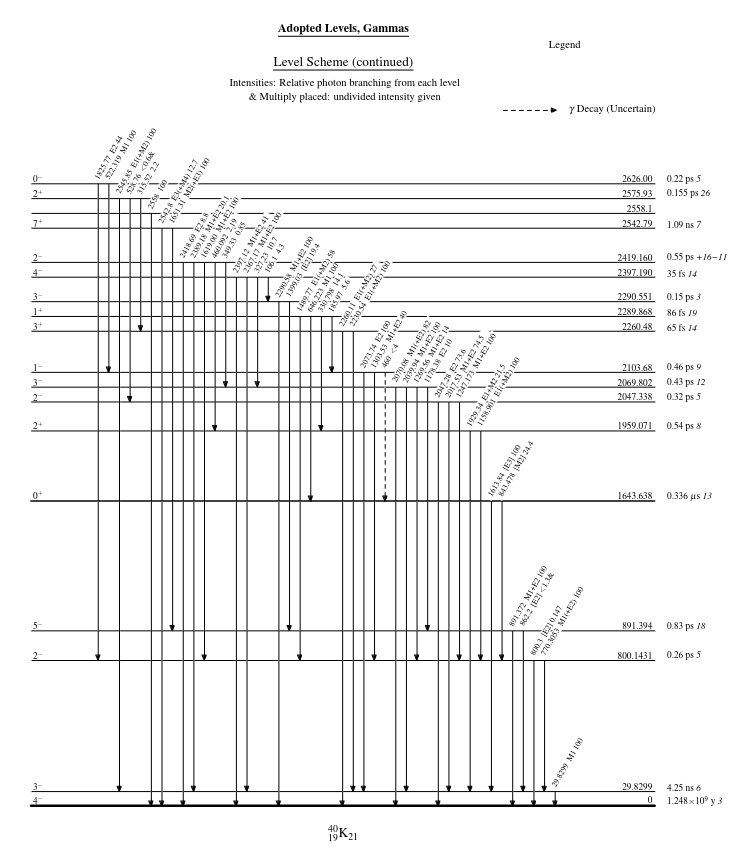 Adopted Levels, Gammas
Legend
Level Scheme (continued)
Intensities: Relative photon branching from each level
& Multiply placed: undivided intensity given
γ Decay (Uncertain)
1825.77 E2 44
522.319 M1 100
2545.85 E1(+M2) 100
528.76 <0.6&
315.52 2.2
2558 100
2542.8 E3(+M4) 12.7
1651.31 M2(+E3) 100
2418.69 E2 8.8
2389.18 M1+E2 20.1
1619.00 M1+E2 100
460.092 2.19
349.33 0.85
2397.12 M1+E2 41
2367.17 M1+E2 100
327.23 10.7
106.1 4.3
2280.58 M1+E2 100
1399.03 [E2] 19.4
1489.77 E1(+M2) 58
646.223 M1 100
330.798 14.1
185.97 5.6
2260.11 E1(+M2) 27
2230.54 E1(+M2) 100
2073.74 E2 100
1303.53 M1+E2 40
460 <4
2070.08 M1(+E2) 82
2039.94 M1+E2 100
1269.56 M1+E2 14
1178.38 E2 10
2047.28 E2 73.6
2017.53 M1+E2 74.5
1247.173 M1+E2 100
1929.34 E1+M2 21.5
1158.901 E1(+M2) 100
1613.84 [E3] 100
843.478 [M2] 24.4
891.372 M1+E2 100
862.2 [E2] <1.3&
800.3 [E2] 0.147
770.3053 M1(+E2) 100
29.8299 M1 100
0⁻ 2626.00 0.22 ps 5
2⁺ 2575.93 0.155 ps 26
2558.1
7⁺ 2542.79 1.09 ns 7
2⁻ 2419.160 0.55 ps +16−11
4⁻ 2397.190 35 fs 14
3⁻ 2290.551 0.15 ps 3
1⁺ 2289.868 86 fs 19
3⁺ 2260.48 65 fs 14
1⁻ 2103.68 0.46 ps 9
3⁻ 2069.802 0.43 ps 12
2⁻ 2047.338 0.32 ps 5
2⁺ 1959.071 0.54 ps 8
0⁺ 1643.638 0.336 μs 13
5⁻ 891.394 0.83 ps 18
2⁻ 800.1431 0.26 ps 5
3⁻ 29.8299 4.25 ns 6
4⁻ 0 1.248×10⁹ y 3
⁴⁰₁₉K₂₁